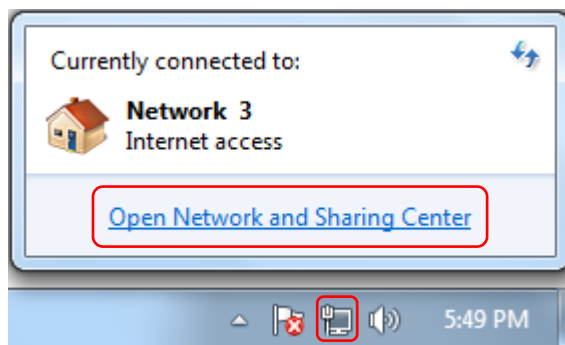 Currently connected to:
Network 3
Internet access
Open Network and Sharing Center
5:49 PM